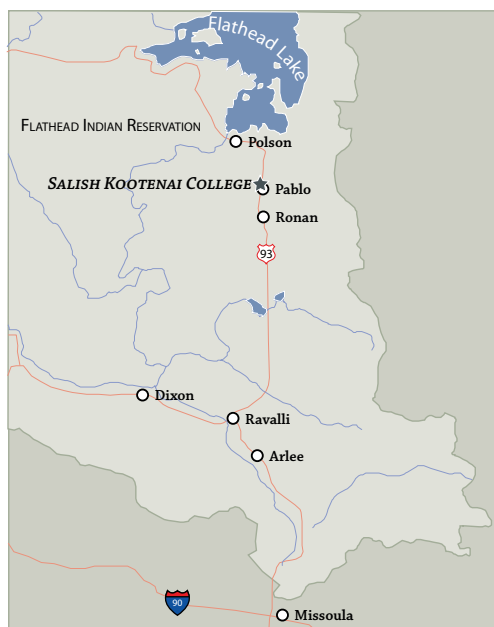 Flathead Lake
FLATHEAD INDIAN RESERVATION
Polson
SALISH KOOTENAI COLLEGE
Pablo
Ronan
93
Dixon
Ravalli
Arlee
90
Missoula